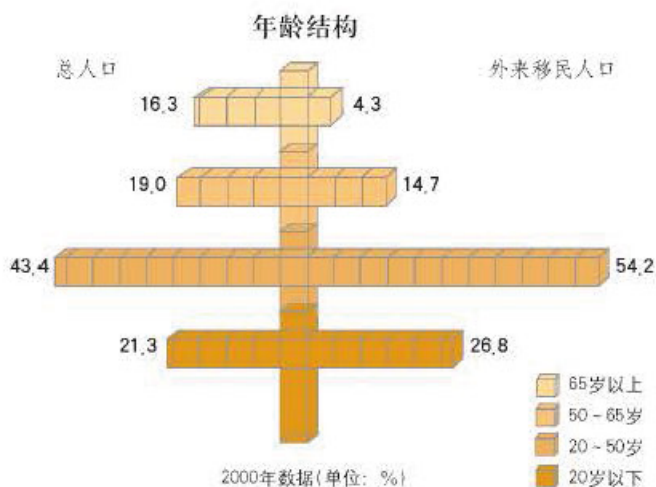 年龄结构
总人口 外来移民人口
16.3 4.3
19.0 14.7
43.4 54.2
21.3 26.8
65岁以上
50~65岁
20~50岁
20岁以下
2000年数据(单位: %)